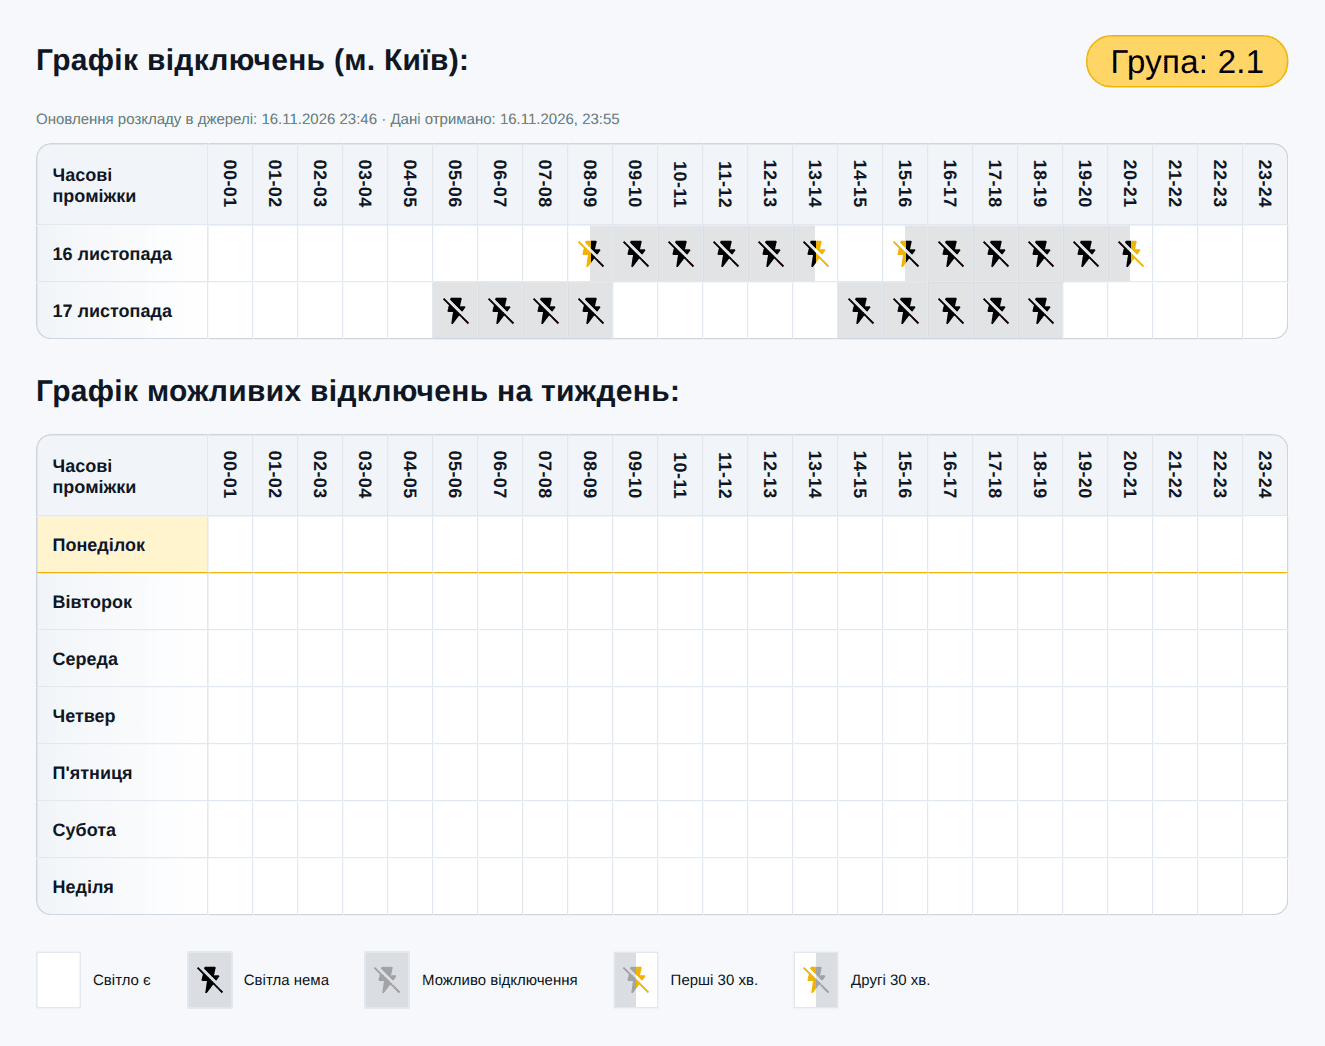 Графік відключень (м. Київ):
Група: 2.1
Оновлення розкладу в джерелі: 16.11.2026 23:46 · Дані отримано: 16.11.2026, 23:55
Часові
проміжки
00-01 01-02 02-03 03-04 04-05 05-06 06-07 07-08 08-09 09-10 10-11 11-12 12-13 13-14 14-15 15-16 16-17 17-18 18-19 19-20 20-21 21-22 22-23 23-24
16 листопада
17 листопада
Графік можливих відключень на тиждень:
Часові
проміжки
00-01 01-02 02-03 03-04 04-05 05-06 06-07 07-08 08-09 09-10 10-11 11-12 12-13 13-14 14-15 15-16 16-17 17-18 18-19 19-20 20-21 21-22 22-23 23-24
Понеділок
Вівторок
Середа
Четвер
П'ятниця
Субота
Неділя
Світло є
Світла нема
Можливо відключення
Перші 30 хв.
Другі 30 хв.